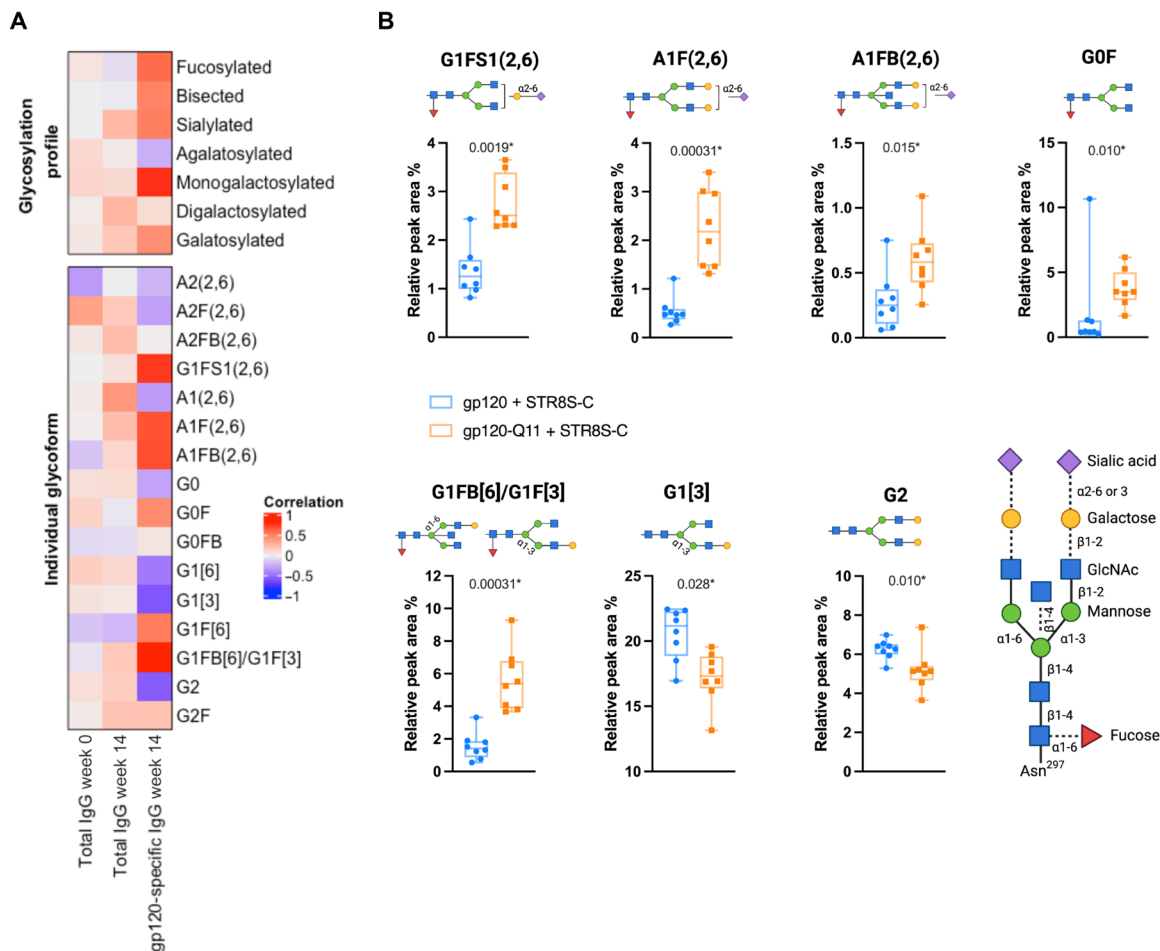 A
Glycosylation
profile
Fucosylated
Bisected
Sialylated
Agalatosylated
Monogalactosylated
Digalactosylated
Galatosylated
Individual glycoform
A2(2,6)
A2F(2,6)
A2FB(2,6)
G1FS1(2,6)
A1(2,6)
A1F(2,6)
A1FB(2,6)
G0
G0F
G0FB
G1[6]
G1[3]
G1F[6]
G1FB[6]/G1F[3]
G2
G2F
Total IgG week 0
Total IgG week 14
gp120-specific IgG week 14
Correlation
1
0.5
0
−0.5
−1
B
G1FS1(2,6)
α2-6
0.0019*
Relative peak area %
4
3
2
1
0
A1F(2,6)
α2-6
0.00031*
Relative peak area %
4
3
2
1
0
A1FB(2,6)
α2-6
0.015*
Relative peak area %
1.5
1.0
0.5
0.0
G0F
0.010*
Relative peak area %
15
10
5
0
gp120 + STR8S-C
gp120-Q11 + STR8S-C
G1FB[6]/G1F[3]
α1-6
α1-3
0.00031*
Relative peak area %
12
10
8
6
4
2
0
G1[3]
α1-3
0.028*
Relative peak area %
25
20
15
10
G2
0.010*
Relative peak area %
10
8
6
4
2
0
Sialic acid
α2-6 or 3
Galactose
β1-2
GlcNAc
β1-4
β1-2
Mannose
α1-6
α1-3
β1-4
β1-4
Fucose
α1-6
Asn297